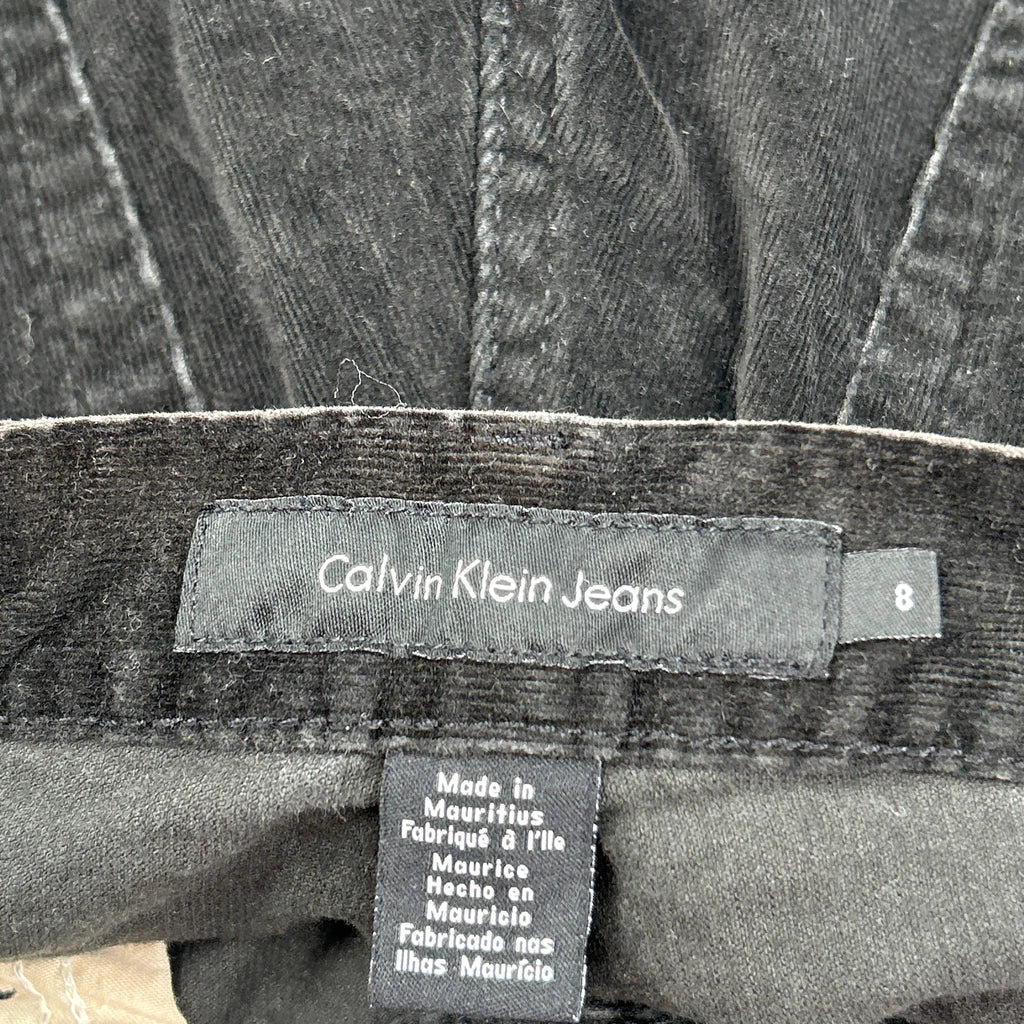 Calvin Klein Jeans
8
Made in
Mauritius
Fabriqué à l'Ile
Maurice
Hecho en
Mauricio
Fabricado nas
Ilhas Maurício